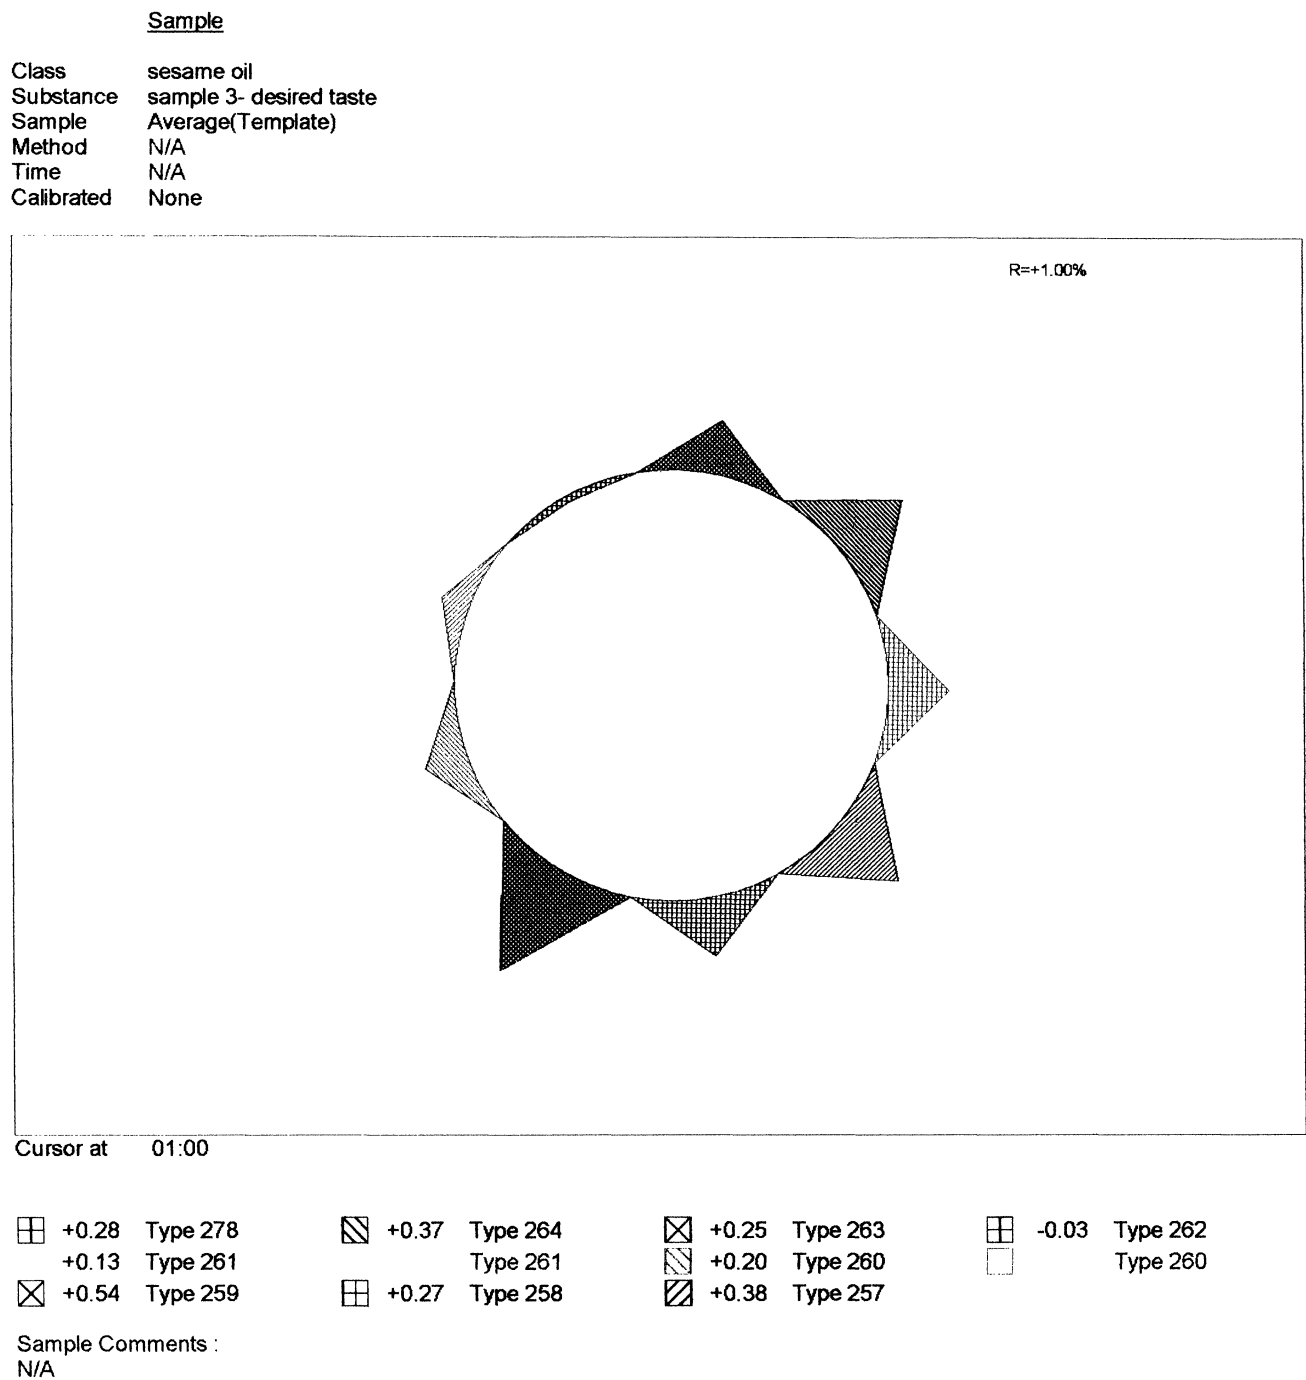 Sample
Class sesame oil
Substance sample 3- desired taste
Sample Average(Template)
Method N/A
Time N/A
Calibrated None
R=+1.00%
Cursor at 01:00
+0.28 Type 278 +0.37 Type 264 +0.25 Type 263 -0.03 Type 262
+0.13 Type 261 Type 261 +0.20 Type 260 Type 260
+0.54 Type 259 +0.27 Type 258 +0.38 Type 257
Sample Comments :
N/A